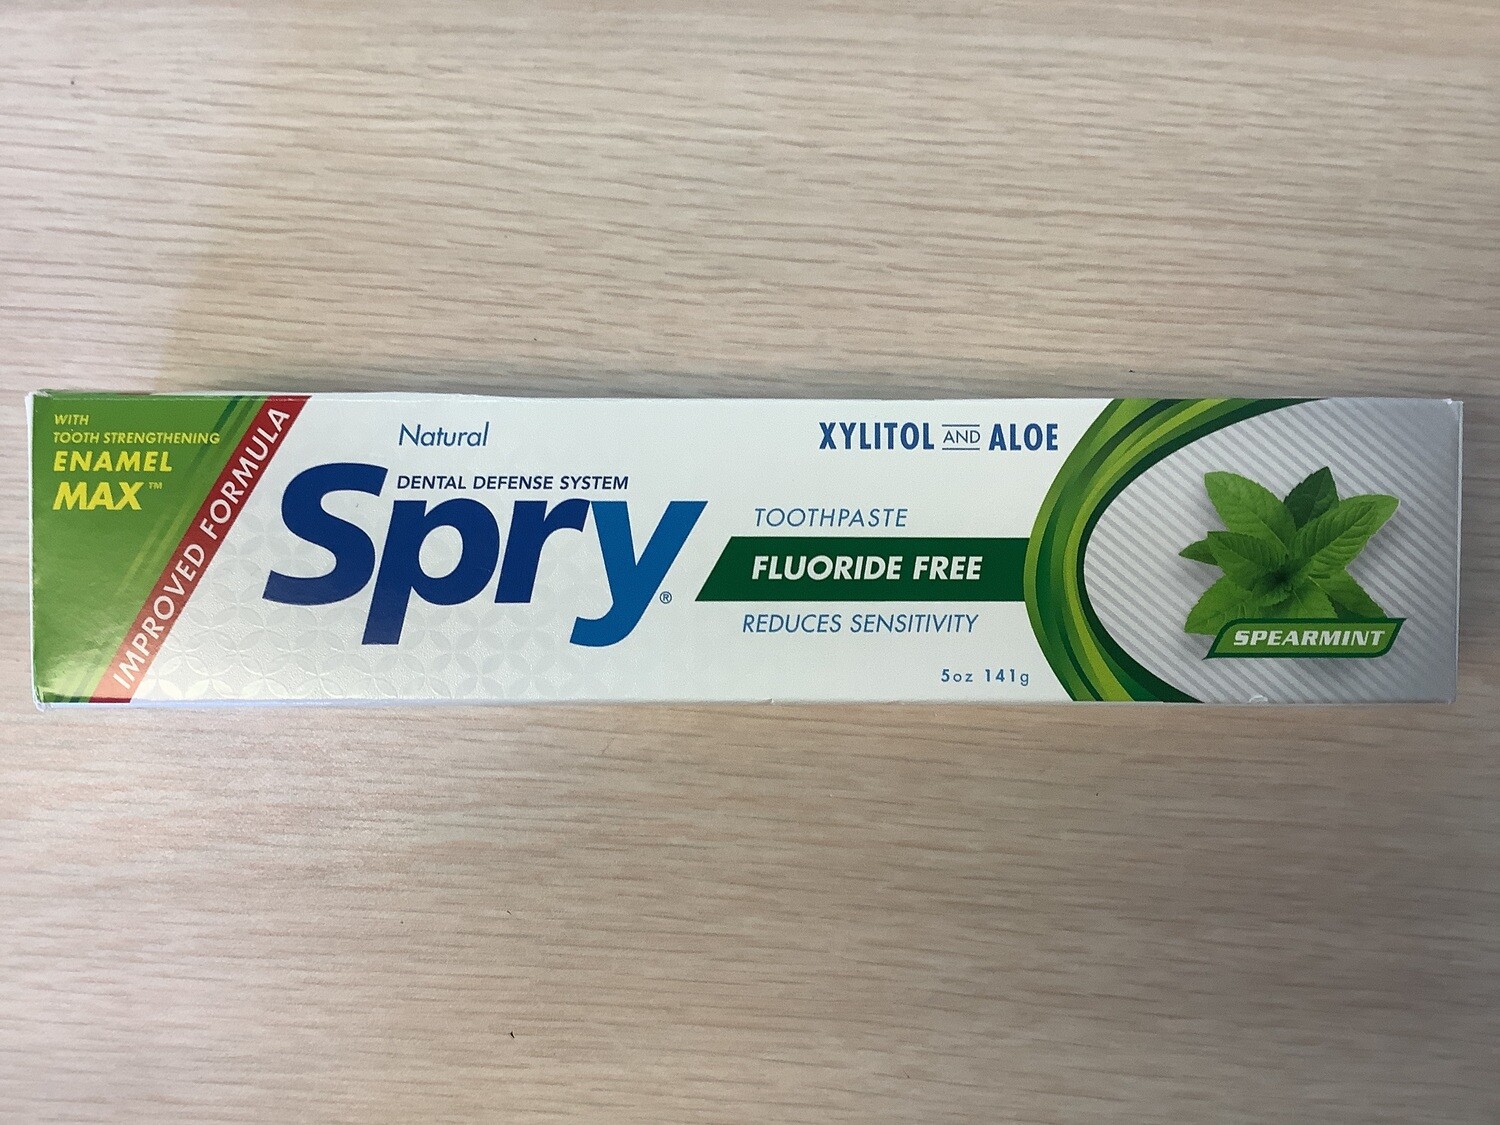 WITH
TOOTH STRENGTHENING
ENAMEL
MAX™
IMPROVED FORMULA
Natural
DENTAL DEFENSE SYSTEM
Spry®
XYLITOL AND ALOE
TOOTHPASTE
FLUORIDE FREE
REDUCES SENSITIVITY
5oz 141g
SPEARMINT